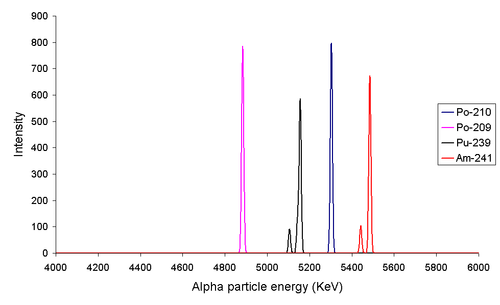 900
800
700
600
500
400
300
200
100
0
Intensity
4000 4200 4400 4600 4800 5000 5200 5400 5600 5800 6000
Alpha particle energy (KeV)
Po-210
Po-209
Pu-239
Am-241